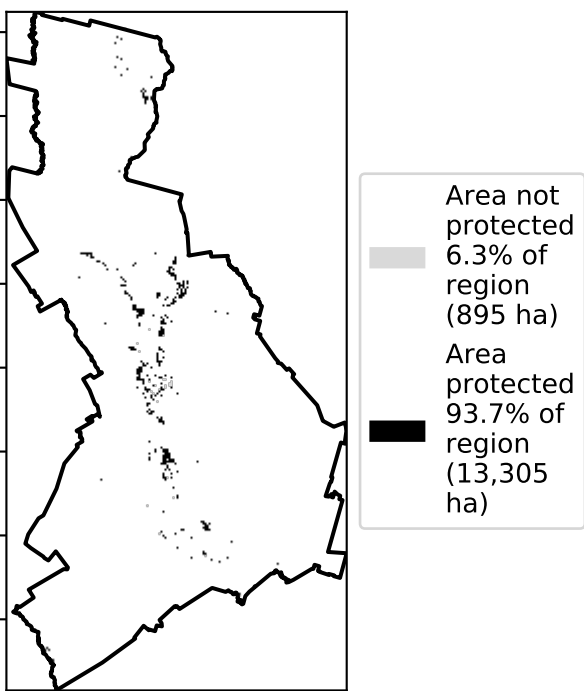 Area not
protected
6.3% of
region
(895 ha)
Area
protected
93.7% of
region
(13,305
ha)